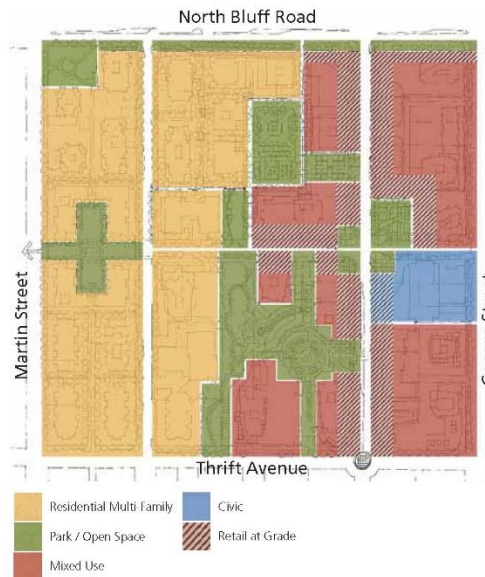 North Bluff Road
Martin Street
Thrift Avenue
Residential Multi-Family
Park / Open Space
Mixed Use
Civic
Retail at Grade